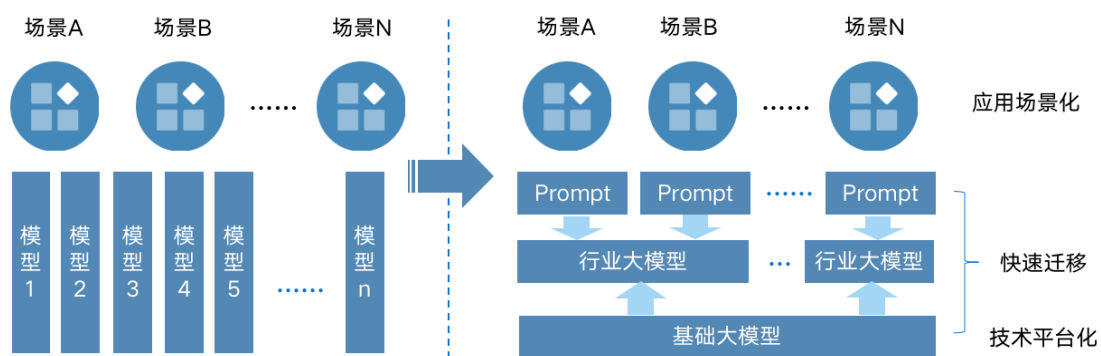 场景A
场景B
场景N
……
模型1
模型2
模型3
模型4
模型5
……
模型n
场景A
场景B
场景N
……
应用场景化
Prompt
Prompt
……
Prompt
行业大模型
…
行业大模型
快速迁移
基础大模型
技术平台化